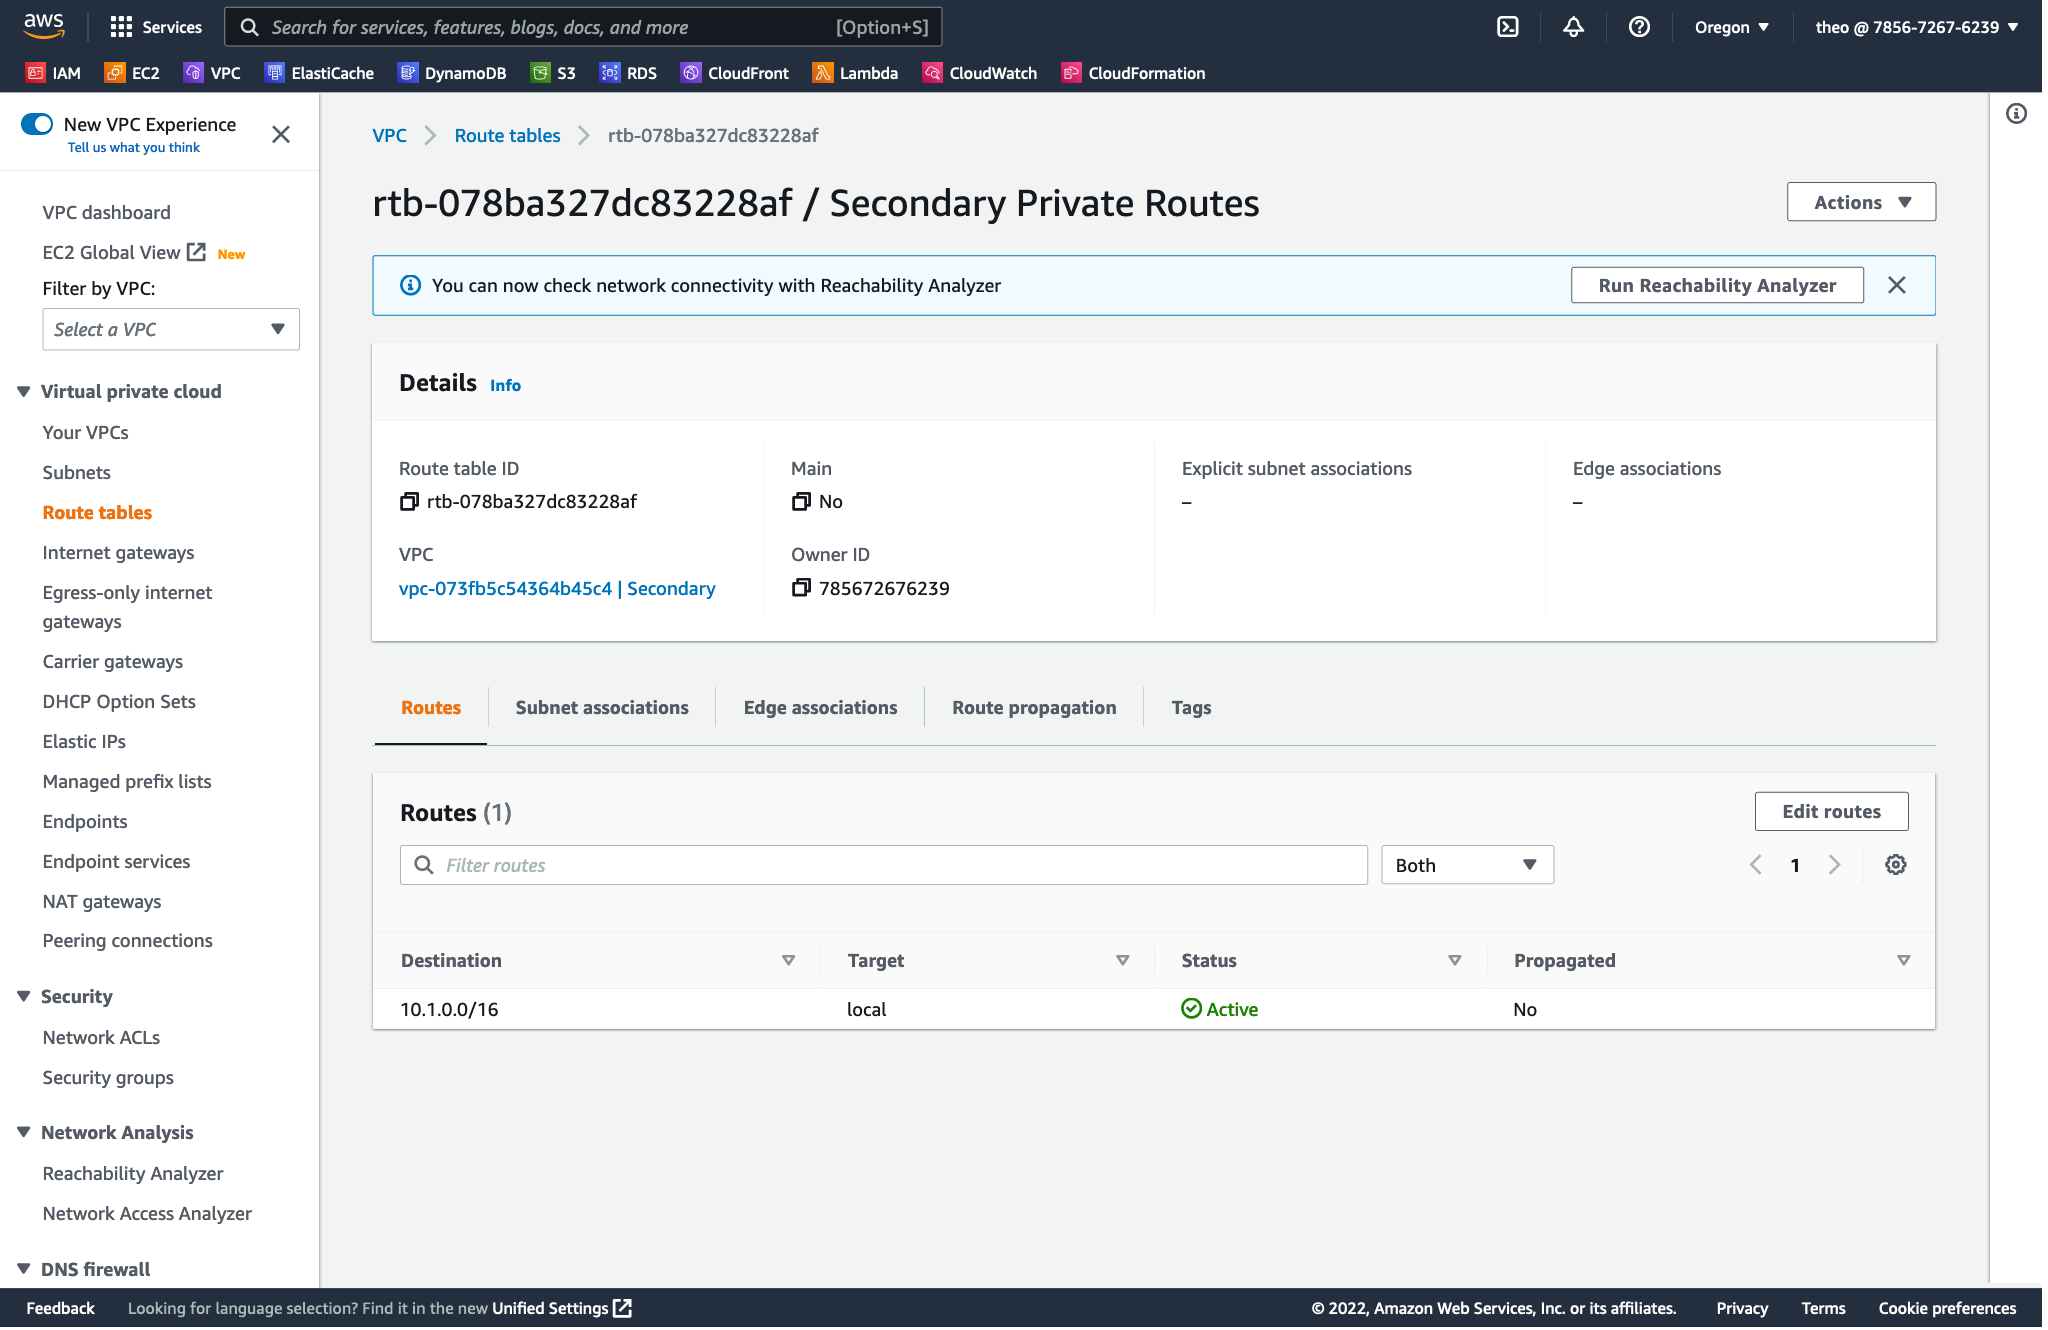 aws
Services
Search for services, features, blogs, docs, and more [Option+S]
Oregon ▼
theo @ 7856-7267-6239 ▼
IAM EC2 VPC ElastiCache DynamoDB S3 RDS CloudFront Lambda CloudWatch CloudFormation
New VPC Experience
Tell us what you think
VPC dashboard
EC2 Global View New
Filter by VPC:
Select a VPC
Virtual private cloud
Your VPCs
Subnets
Route tables
Internet gateways
Egress-only internet
gateways
Carrier gateways
DHCP Option Sets
Elastic IPs
Managed prefix lists
Endpoints
Endpoint services
NAT gateways
Peering connections
Security
Network ACLs
Security groups
Network Analysis
Reachability Analyzer
Network Access Analyzer
DNS firewall
VPC > Route tables > rtb-078ba327dc83228af
rtb-078ba327dc83228af / Secondary Private Routes
Actions ▼
You can now check network connectivity with Reachability Analyzer
Run Reachability Analyzer
Details Info
Route table ID
rtb-078ba327dc83228af
Main
No
Explicit subnet associations
–
Edge associations
–
VPC
vpc-073fb5c54364b45c4 | Secondary
Owner ID
785672676239
Routes Subnet associations Edge associations Route propagation Tags
Routes (1)
Edit routes
Filter routes
Both
1
Destination Target Status Propagated
10.1.0.0/16 local Active No
Feedback Looking for language selection? Find it in the new Unified Settings
© 2022, Amazon Web Services, Inc. or its affiliates. Privacy Terms Cookie preferences